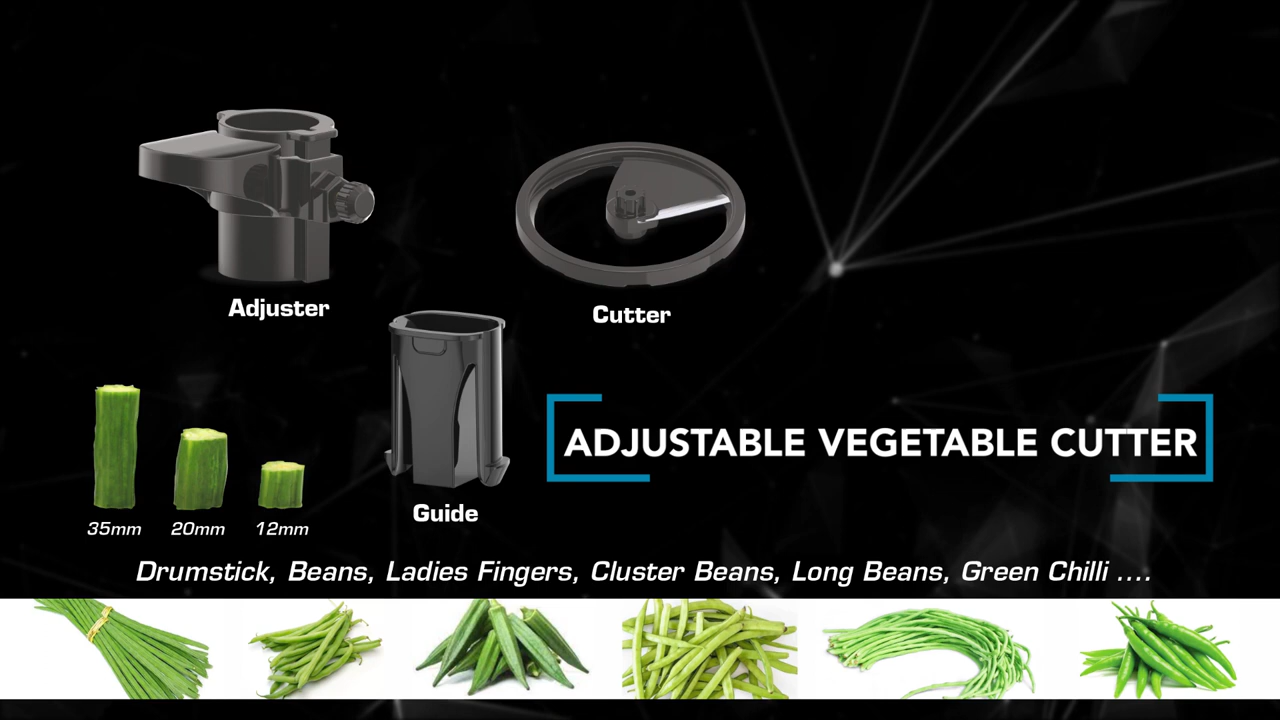 Adjuster
Cutter
Guide
35mm 20mm 12mm
ADJUSTABLE VEGETABLE CUTTER
Drumstick, Beans, Ladies Fingers, Cluster Beans, Long Beans, Green Chilli ....